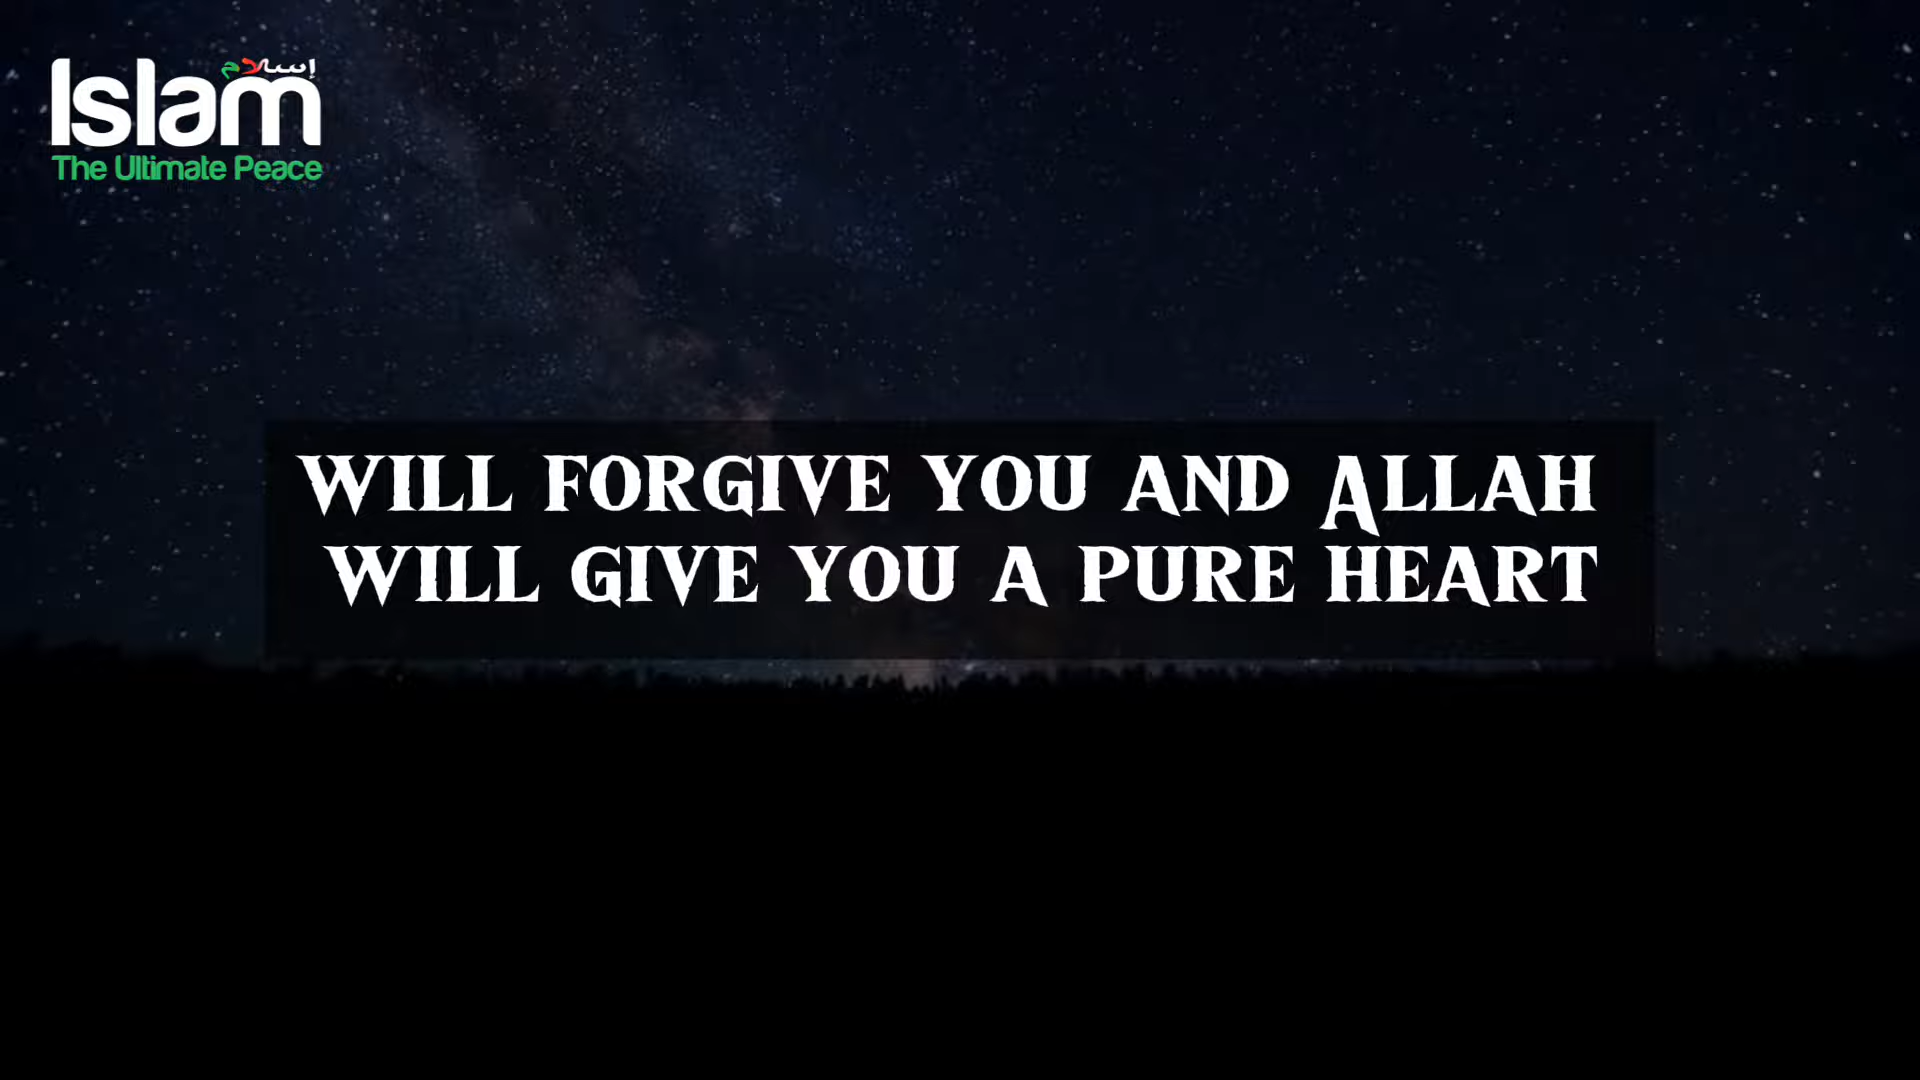 إسلام
Islam
The Ultimate Peace
will forgive you and Allah
will give you a pure heart